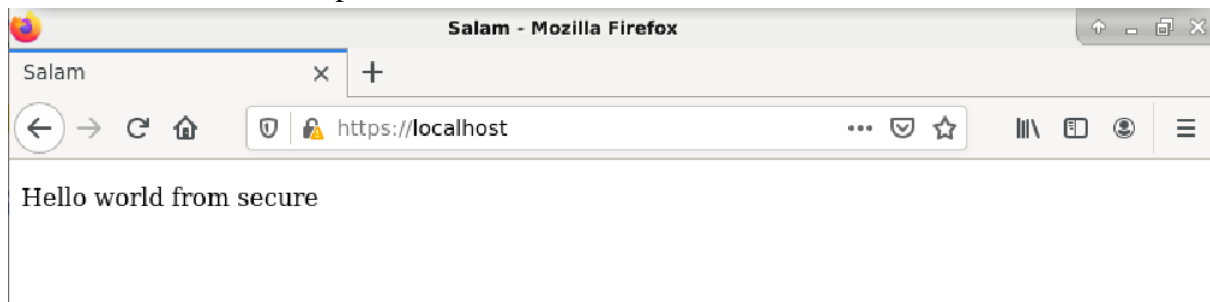 Salam - Mozilla Firefox
Salam
https://localhost
Hello world from secure